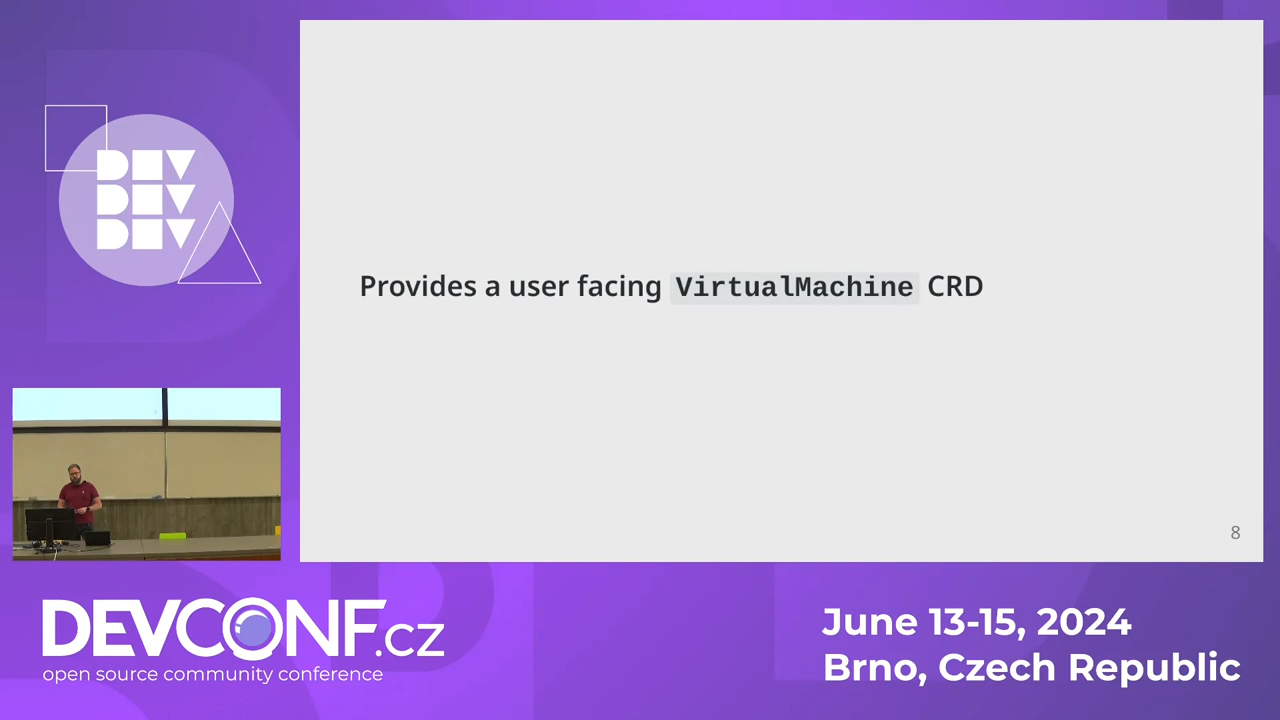 DEV
DEV
DEV
Provides a user facing VirtualMachine CRD
8
DEVCONF.cz
open source community conference
June 13-15, 2024
Brno, Czech Republic